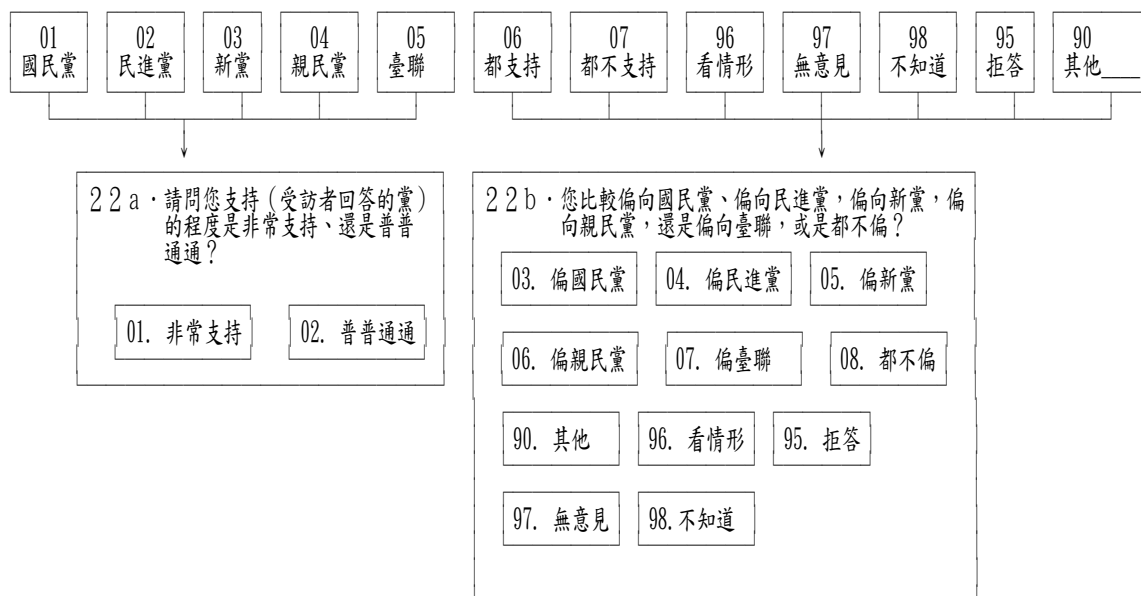 01 02 03 04 05 06 07 96 97 98 95 90
國民黨 民進黨 新黨 親民黨 臺聯 都支持 都不支持 看情形 無意見 不知道 拒答 其他____
22a．請問您支持（受訪者回答的黨）
的程度是非常支持、還是普普
通通？
01. 非常支持 02. 普普通通
22b．您比較偏向國民黨、偏向民進黨，偏向新黨，偏
向親民黨，還是偏向臺聯，或是都不偏？
03. 偏國民黨 04. 偏民進黨 05. 偏新黨
06. 偏親民黨 07. 偏臺聯 08. 都不偏
90. 其他 96. 看情形 95. 拒答
97. 無意見 98.不知道